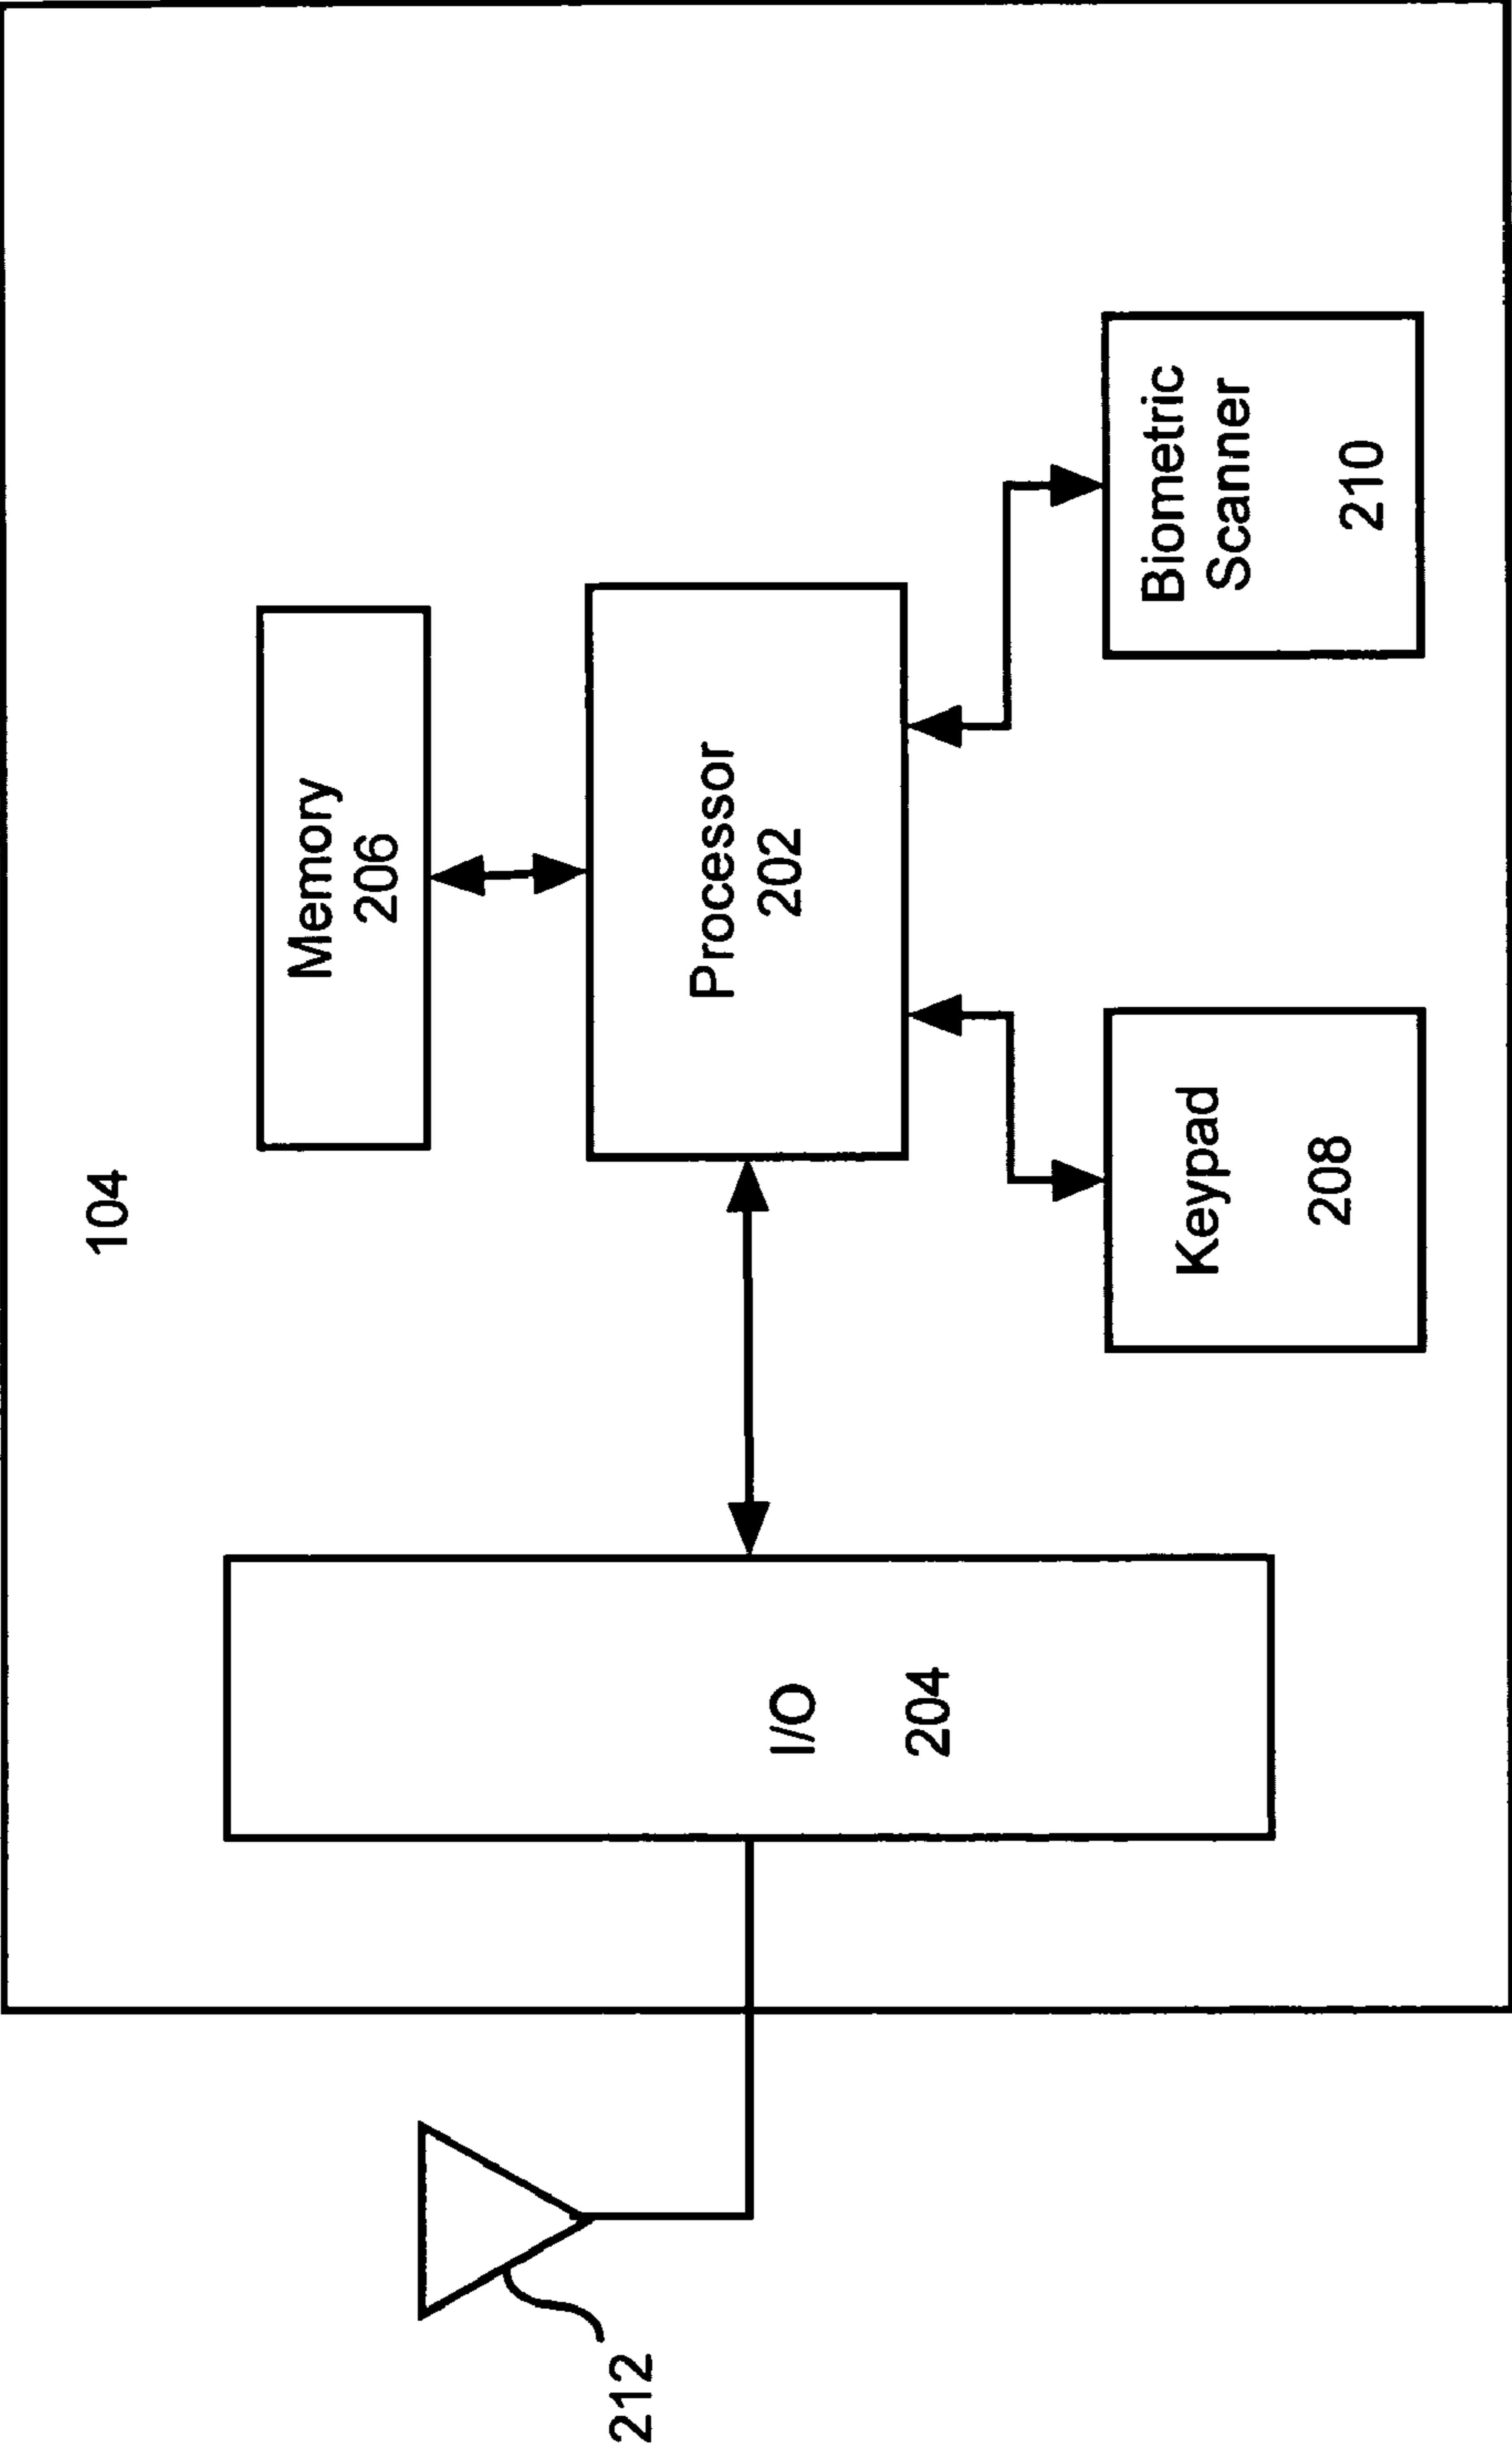 104
Memory
206
Processor
202
I/O
204
Keypad
208
Biometric
Scanner
210
212